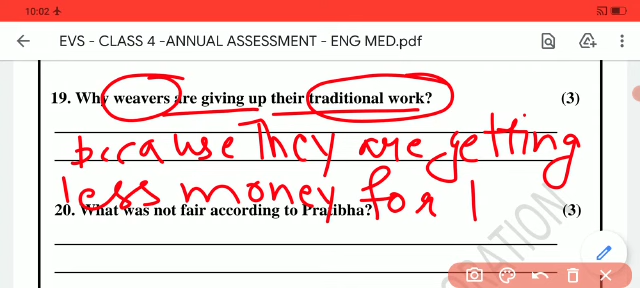 10:02
EVS - CLASS 4 -ANNUAL ASSESSMENT - ENG MED.pdf
19. Why weavers are giving up their traditional work? (3)
because they are getting
less money for
20. What was not fair according to Pratibha? (3)